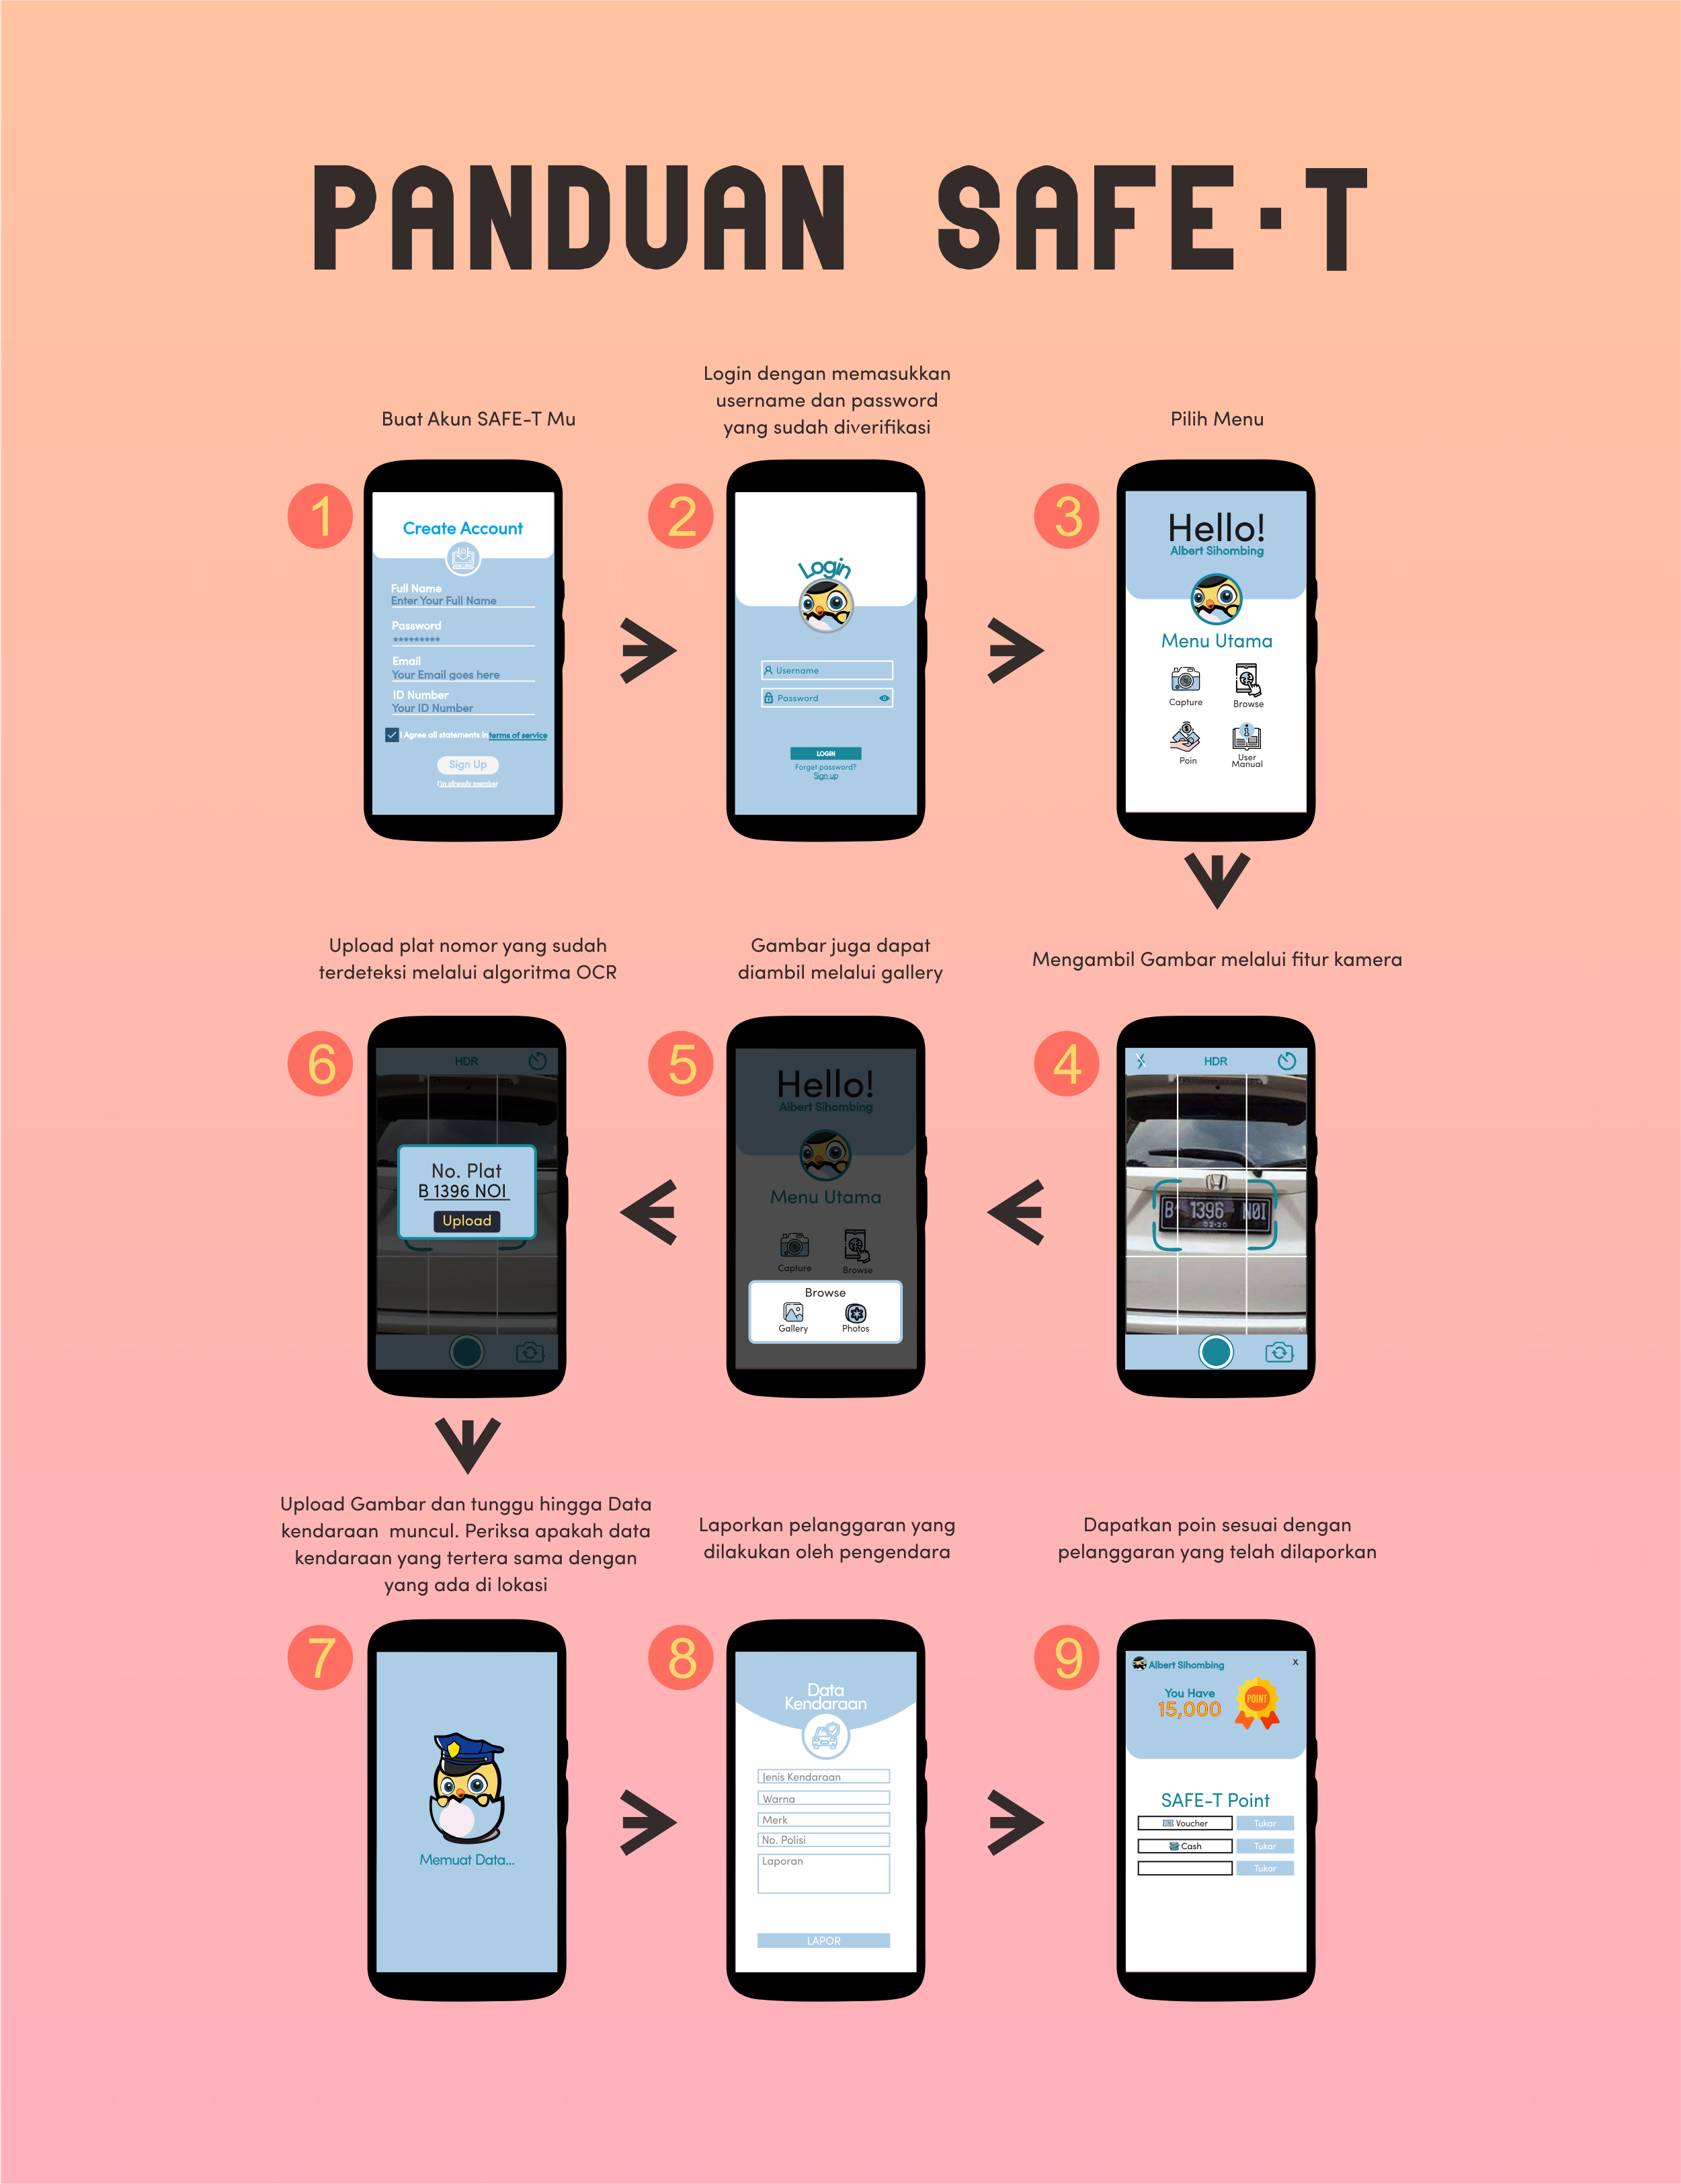 PANDUAN SAFE-T
Buat Akun SAFE-T Mu
1
Create Account
Full Name
Enter Your Full Name
Password
*********
Email
Your Email goes here
ID Number
Your ID Number
I Agree all statements in terms of service
Sign Up
I'm already member
Login dengan memasukkan
username dan password
yang sudah diverifikasi
2
Login
Username
Password
LOGIN
Forget password?
Sign up
Pilih Menu
3
Hello!
Albert Sihombing
Menu Utama
Capture
Browse
Poin
User
Manual
Mengambil Gambar melalui fitur kamera
4
HDR
B 1396 NOI
02·20
Gambar juga dapat
diambil melalui gallery
5
Hello!
Albert Sihombing
Menu Utama
Capture
Browse
Browse
Gallery
Photos
Upload plat nomor yang sudah
terdeteksi melalui algoritma OCR
6
HDR
No. Plat
B 1396 NOI
Upload
Upload Gambar dan tunggu hingga Data
kendaraan muncul. Periksa apakah data
kendaraan yang tertera sama dengan
yang ada di lokasi
7
Memuat Data...
Laporkan pelanggaran yang
dilakukan oleh pengendara
8
Data
Kendaraan
Jenis Kendaraan
Warna
Merk
No. Polisi
Laporan
LAPOR
Dapatkan poin sesuai dengan
pelanggaran yang telah dilaporkan
9
Albert Sihombing
X
You Have
15,000
POINT
SAFE-T Point
Voucher
Tukar
Cash
Tukar
Tukar